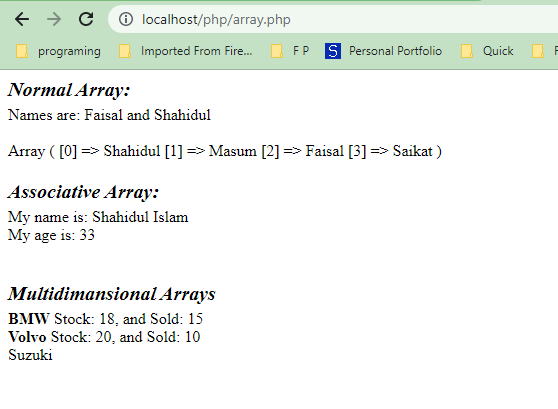 localhost/php/array.php
programing Imported From Fire... F P S Personal Portfolio Quick
Normal Array:
Names are: Faisal and Shahidul
Array ( [0] => Shahidul [1] => Masum [2] => Faisal [3] => Saikat )
Associative Array:
My name is: Shahidul Islam
My age is: 33
Multidimansional Arrays
BMW Stock: 18, and Sold: 15
Volvo Stock: 20, and Sold: 10
Suzuki